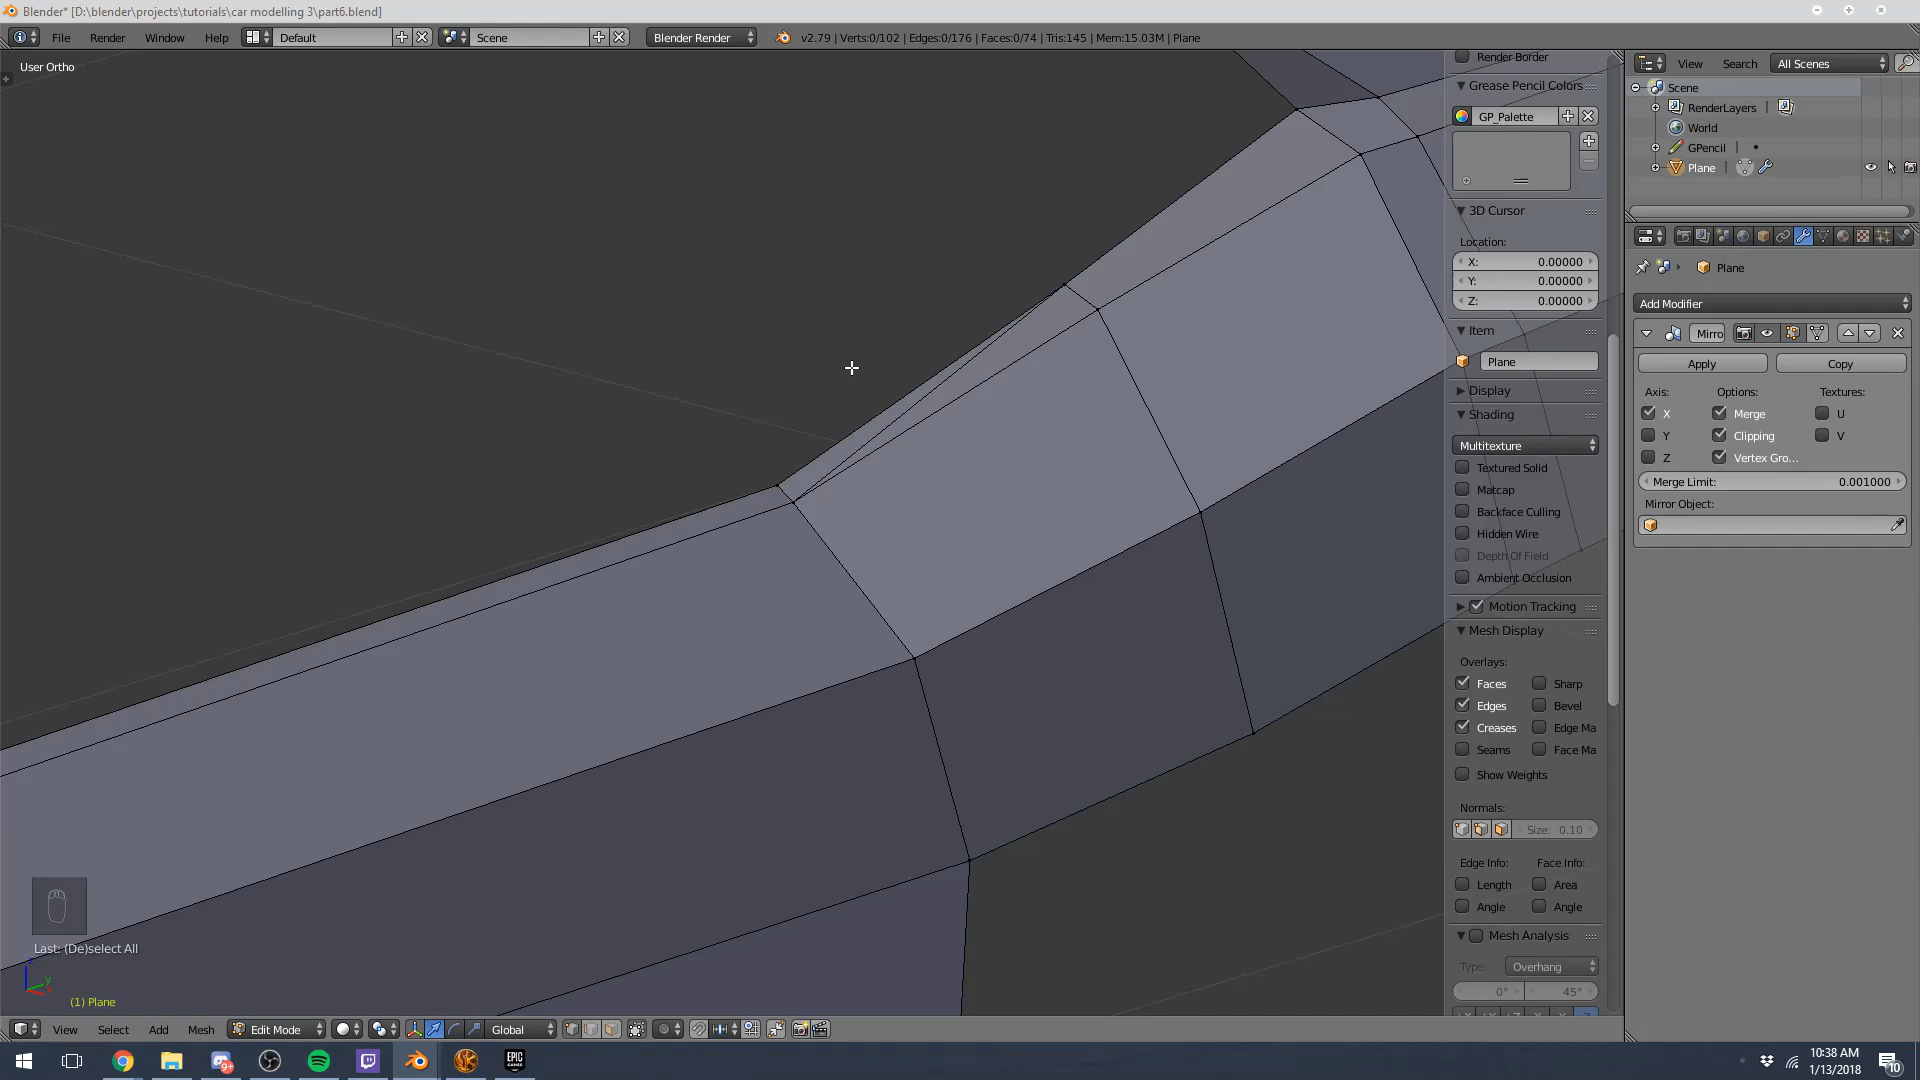 Blender* [D:\blender\projects\tutorials\car modelling 3\part6.blend]
File Render Window Help Default Scene Blender Render v2.79 | Verts:0/102 | Edges:0/176 | Faces:0/74 | Tris:145 | Mem:15.03M | Plane
User Ortho
Render Border
Grease Pencil Colors
GP_Palette
3D Cursor
Location:
X: 0.00000
Y: 0.00000
Z: 0.00000
Item
Plane
Display
Shading
Multitexture
Textured Solid
Matcap
Backface Culling
Hidden Wire
Depth Of Field
Ambient Occlusion
Motion Tracking
Mesh Display
Overlays:
Faces Sharp
Edges Bevel
Creases Edge Ma
Seams Face Ma
Show Weights
Normals:
Size: 0.10
Edge Info: Face Info:
Length Area
Angle Angle
Mesh Analysis
Type: Overhang
0° 45°
View Search All Scenes
Scene
RenderLayers
World
GPencil
Plane
Plane
Add Modifier
Mirro
Apply Copy
Axis: Options: Textures:
X Merge U
Y Clipping V
Z Vertex Gro...
Merge Limit: 0.001000
Mirror Object:
Last: (De)select All
z
y
x
(1) Plane
View Select Add Mesh Edit Mode Global
9+
EPIC
GAMES
10:38 AM
1/13/2018
10